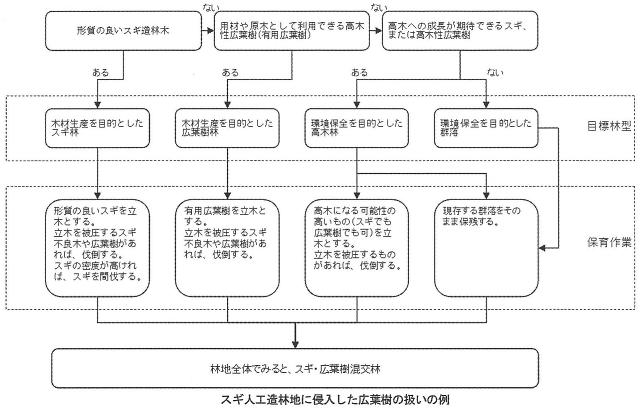 形質の良いスギ造林木
ない
用材や原木として利用できる高木
性広葉樹(有用広葉樹)
ない
高木への成長が期待できるスギ、
または高木性広葉樹
ある
ある
ある
ない
木材生産を目的とした
スギ林
木材生産を目的とした
広葉樹林
環境保全を目的とした
高木林
環境保全を目的とした
群落
目標林型
形質の良いスギを立
木とする。
立木を被圧するスギ
不良木や広葉樹があ
れば、伐倒する。
スギの密度が高けれ
ば、スギを間伐する。
有用広葉樹を立木と
する。
立木を被圧するスギ
不良木や広葉樹があ
れば、伐倒する。
高木になる可能性の
高いもの(スギでも
広葉樹でも可)を立
木とする。
立木を被圧するもの
があれば、伐倒する。
現存する群落をその
まま保残する。
保育作業
林地全体でみると、スギ・広葉樹混交林
スギ人工造林地に侵入した広葉樹の扱いの例